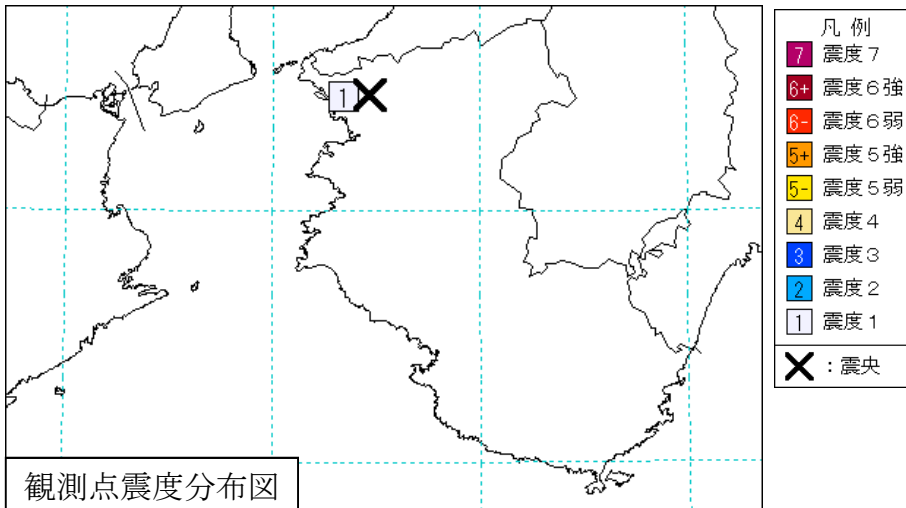 1
観測点震度分布図
凡例
7 震度7
6+ 震度6強
6- 震度6弱
5+ 震度5強
5- 震度5弱
4 震度4
3 震度3
2 震度2
1 震度1
:震央